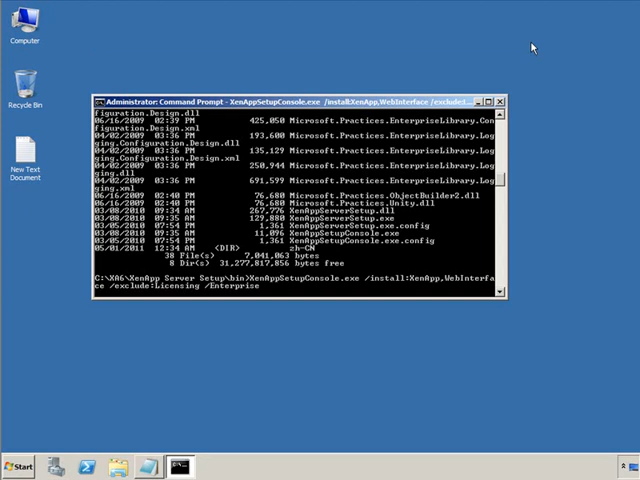 Computer
Recycle Bin
New Text
Document
Administrator: Command Prompt - XenAppSetupConsole.exe /install:XenApp,WebInterface /exclude:L...
figuration.Design.dll
06/16/2009 02:39 PM 425,050 Microsoft.Practices.EnterpriseLibrary.Con
figuration.Design.xml
04/02/2009 03:36 PM 193,600 Microsoft.Practices.EnterpriseLibrary.Log
ging.Configuration.Design.dll
04/02/2009 03:36 PM 135,129 Microsoft.Practices.EnterpriseLibrary.Log
ging.Configuration.Design.xml
04/02/2009 03:36 PM 250,944 Microsoft.Practices.EnterpriseLibrary.Log
ging.dll
04/02/2009 03:36 PM 691,599 Microsoft.Practices.EnterpriseLibrary.Log
ging.xml
06/16/2009 02:40 PM 76,680 Microsoft.Practices.ObjectBuilder2.dll
06/16/2009 02:40 PM 76,680 Microsoft.Practices.Unity.dll
03/08/2010 09:34 AM 267,776 XenAppServerSetup.dll
03/08/2010 09:35 AM 129,880 XenAppServerSetup.exe
03/05/2010 07:54 PM 1,361 XenAppServerSetup.exe.config
03/08/2010 09:35 AM 11,096 XenAppSetupConsole.exe
03/05/2010 07:54 PM 1,361 XenAppSetupConsole.exe.config
05/01/2011 12:34 AM <DIR> zh-CN
38 File(s) 7,041,063 bytes
8 Dir(s) 31,277,817,856 bytes free
C:\XA6\XenApp Server Setup\bin>XenAppSetupConsole.exe /install:XenApp,WebInterfa
ce /exclude:Licensing /Enterprise
Start